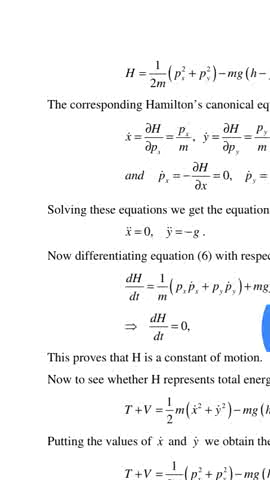 H = 1/2m (p_x^2 + p_y^2) − mg(h −
The corresponding Hamilton's canonical eq
ẋ = ∂H/∂p_x = p_x/m, ẏ = ∂H/∂p_y = p_y/m
and ṗ_x = −∂H/∂x = 0, ṗ_y =
Solving these equations we get the equation
ẍ = 0, ÿ = −g.
Now differentiating equation (6) with respec
dH/dt = 1/m (p_x ṗ_x + p_y ṗ_y) + mg
⇒ dH/dt = 0,
This proves that H is a constant of motion.
Now to see whether H represents total energ
T + V = 1/2 m(ẋ^2 + ẏ^2) − mg(h
Putting the values of ẋ and ẏ we obtain the
T + V = 1/ (p_x^2 + p_y^2) − mg(h